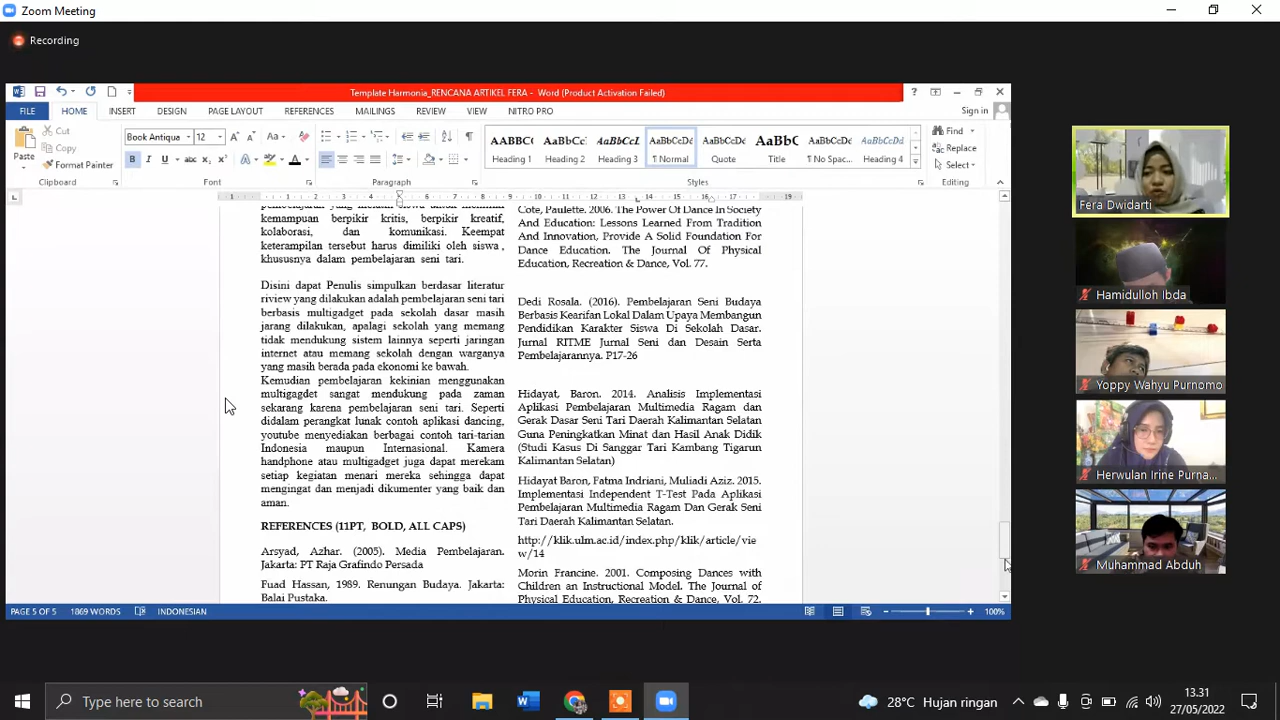 Zoom Meeting
Recording
Template Harmonia_RENCANA ARTIKEL FERA - Word (Product Activation Failed)
FILE HOME INSERT DESIGN PAGE LAYOUT REFERENCES MAILINGS REVIEW VIEW NITRO PRO Sign in
Paste
Cut
Copy
Format Painter
Clipboard
Book Antiqua 12
Font
Paragraph
AABBC( AaBbCc AaBbCcL AaBbCcDc AaBbCcDc AaBbC AaBbCcDc AaBbCcDc
Heading 1 Heading 2 Heading 3 ¶ Normal Quote Title ¶ No Spac... Heading 4
Styles
Find
Replace
Select
Editing
kemampuan berpikir kritis, berpikir kreatif,
kolaborasi, dan komunikasi. Keempat
keterampilan tersebut harus dimiliki oleh siswa,
khususnya dalam pembelajaran seni tari.
Disini dapat Penulis simpulkan berdasar literatur
riview yang dilakukan adalah pembelajaran seni tari
berbasis multigadget pada sekolah dasar masih
jarang dilakukan, apalagi sekolah yang memang
tidak mendukung sistem lainnya seperti jaringan
internet atau memang sekolah dengan warganya
yang masih berada pada ekonomi ke bawah.
Kemudian pembelajaran kekinian menggunakan
multigagdet sangat mendukung pada zaman
sekarang karena pembelajaran seni tari. Seperti
didalam perangkat lunak contoh aplikasi dancing,
youtube menyediakan berbagai contoh tari-tarian
Indonesia maupun Internasional. Kamera
handphone atau multigadget juga dapat merekam
setiap kegiatan menari mereka sehingga dapat
mengingat dan menjadi dikumenter yang baik dan
aman.
REFERENCES (11PT, BOLD, ALL CAPS)
Arsyad, Azhar. (2005). Media Pembelajaran.
Jakarta: PT Raja Grafindo Persada
Fuad Hassan, 1989. Renungan Budaya. Jakarta:
Balai Pustaka.
Cote, Paulette. 2006. The Power Of Dance In Society
And Education: Lessons Learned From Tradition
And Innovation, Provide A Solid Foundation For
Dance Education. The Journal Of Physical
Education, Recreation & Dance, Vol. 77.
Dedi Rosala. (2016). Pembelajaran Seni Budaya
Berbasis Kearifan Lokal Dalam Upaya Membangun
Pendidikan Karakter Siswa Di Sekolah Dasar.
Jurnal RITME Jurnal Seni dan Desain Serta
Pembelajarannya. P17-26
Hidayat, Baron. 2014. Analisis Implementasi
Aplikasi Pembelajaran Multimedia Ragam dan
Gerak Dasar Seni Tari Daerah Kalimantan Selatan
Guna Peningkatkan Minat dan Hasil Anak Didik
(Studi Kasus Di Sanggar Tari Kambang Tigarun
Kalimantan Selatan)
Hidayat Baron, Fatma Indriani, Muliadi Aziz. 2015.
Implementasi Independent T-Test Pada Aplikasi
Pembelajaran Multimedia Ragam Dan Gerak Seni
Tari Daerah Kalimantan Selatan.
http://klik.ulm.ac.id/index.php/klik/article/vie
w/14
Morin Francine. 2001. Composing Dances with
Children an Instructional Model. The Journal of
Physical Education, Recreation & Dance, Vol. 72.
PAGE 5 OF 5 1869 WORDS INDONESIAN 100%
Fera Dwidarti
Hamidulloh Ibda
Yoppy Wahyu Purnomo
Herwulan Irine Purna...
Muhammad Abduh
Type here to search
28°C Hujan ringan
13.31
27/05/2022